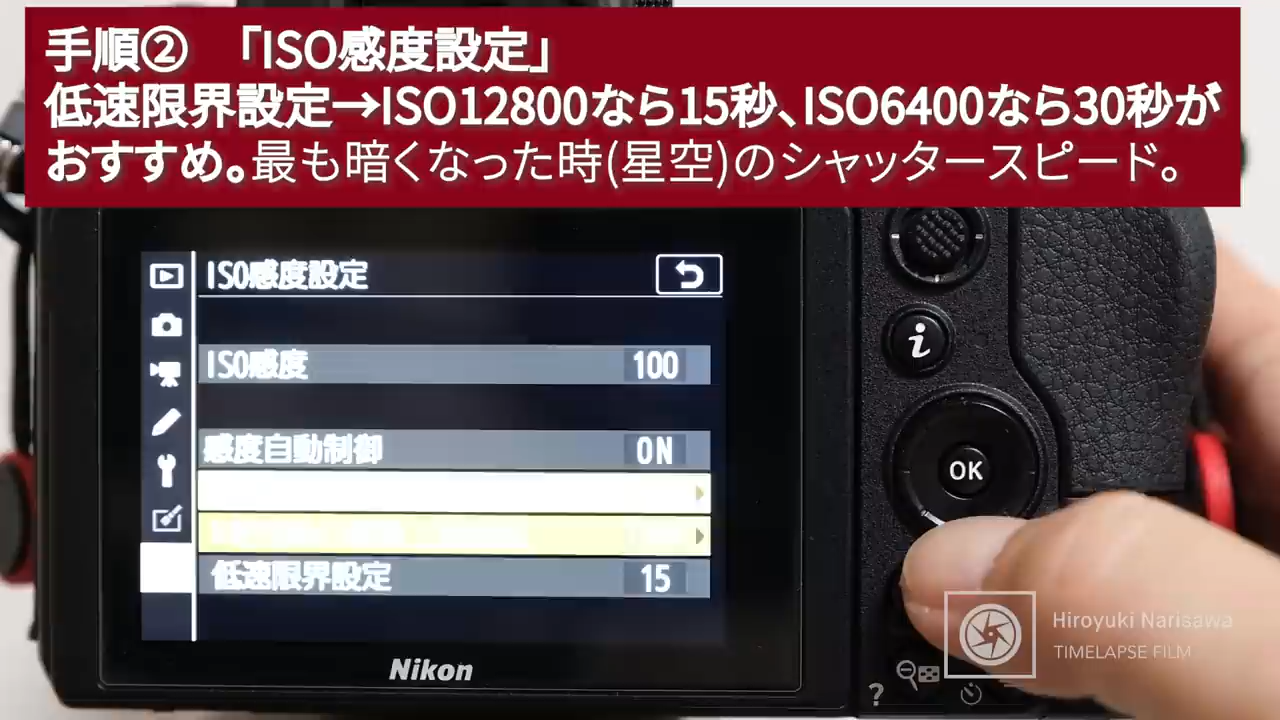 手順② 「ISO感度設定」
低速限界設定→ISO12800なら15秒、ISO6400なら30秒が
おすすめ。最も暗くなった時(星空)のシャッタースピード。
ISO感度設定
ISO感度 100
感度自動制御 ON
低速限界設定 15
Nikon
i
OK
?
Hiroyuki Narisawa
TIMELAPSE FILM